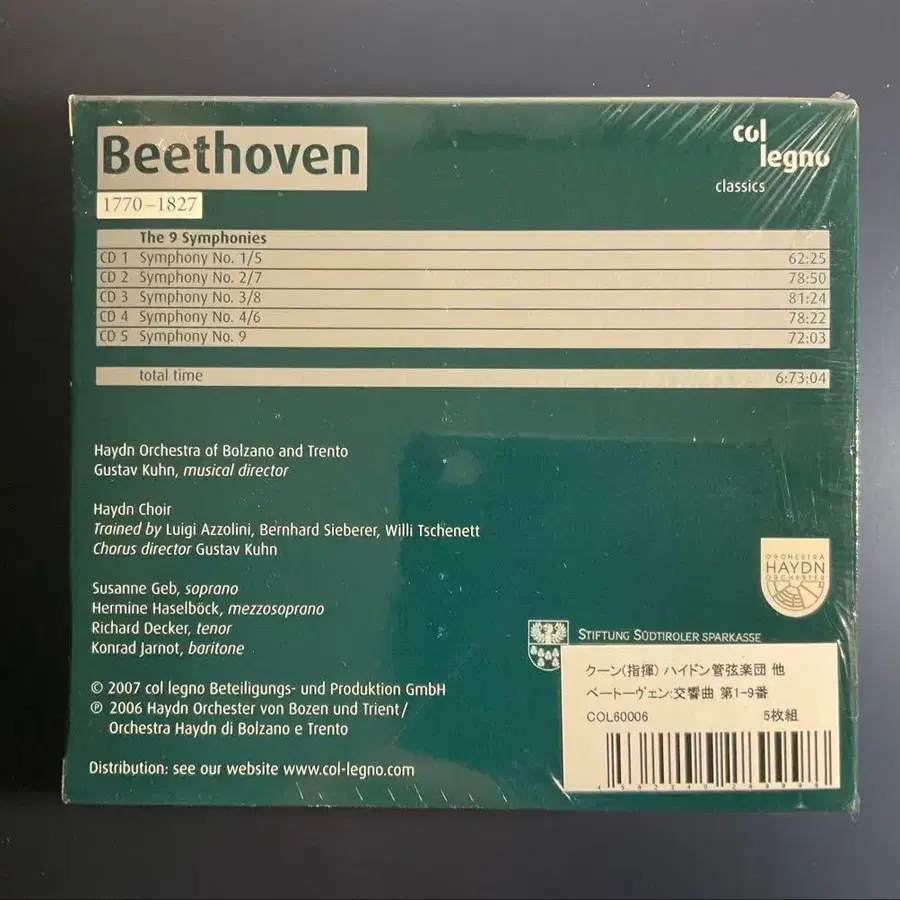 Beethoven
1770–1827
col
legno
classics
The 9 Symphonies
CD 1 Symphony No. 1/5 62:25
CD 2 Symphony No. 2/7 78:50
CD 3 Symphony No. 3/8 81:24
CD 4 Symphony No. 4/6 78:22
CD 5 Symphony No. 9 72:03
total time 6:73:04
Haydn Orchestra of Bolzano and Trento
Gustav Kuhn, musical director
Haydn Choir
Trained by Luigi Azzolini, Bernhard Sieberer, Willi Tschenett
Chorus director Gustav Kuhn
Susanne Geb, soprano
Hermine Haselböck, mezzosoprano
Richard Decker, tenor
Konrad Jarnot, baritone
ORCHESTRA
HAYDN
ORCHESTER
STIFTUNG SÜDTIROLER SPARKASSE
© 2007 col legno Beteiligungs- und Produktion GmbH
℗ 2006 Haydn Orchester von Bozen und Trient/
Orchestra Haydn di Bolzano e Trento
Distribution: see our website www.col-legno.com
クーン(指揮) ハイドン管弦楽団 他
ベートーヴェン:交響曲 第1-9番
COL60006 5枚組